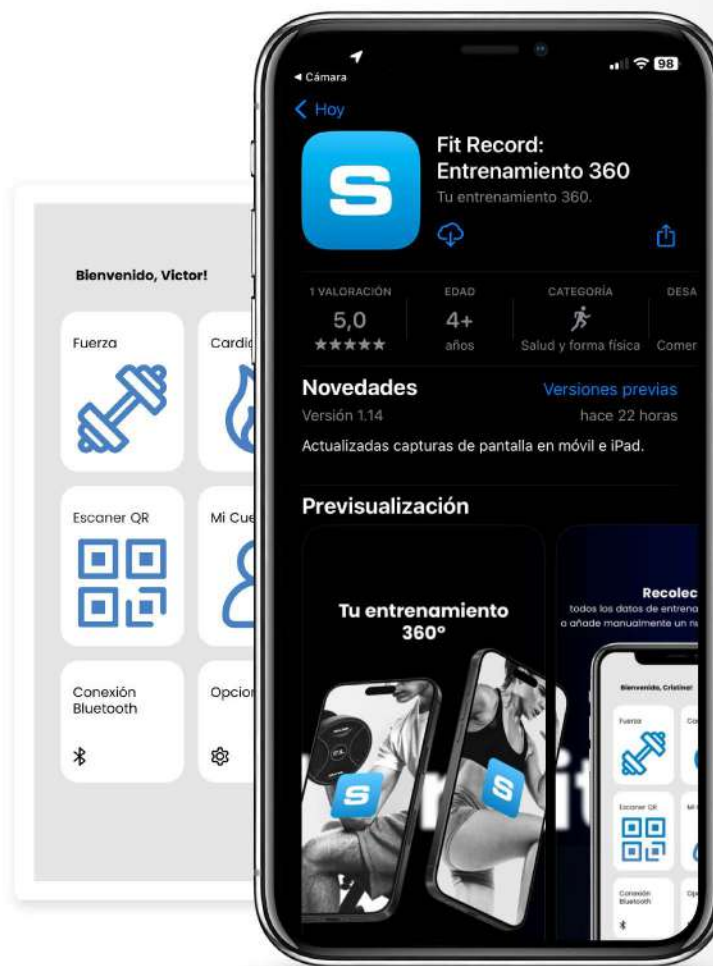 Bienvenido, Victor!
Fuerza
Escaner QR
Mi Cue
Conexión
Bluetooth
Opcion
◀ Cámara
98
Hoy
S
Fit Record:
Entrenamiento 360
Tu entrenamiento 360.
1 VALORACIÓN
5,0
★★★★★
EDAD
4+
años
CATEGORÍA
Salud y forma física
DESA
Comer
Novedades
Versiones previas
Versión 1.14
hace 22 horas
Actualizadas capturas de pantalla en móvil e iPad.
Previsualización
Tu entrenamiento
360°
S
S
Recolec
todos los datos de entrena
o añade manualmente un nu
Bienvenido, Cristina!
Fuerza
Escaner QR
Conexión
Bluetooth